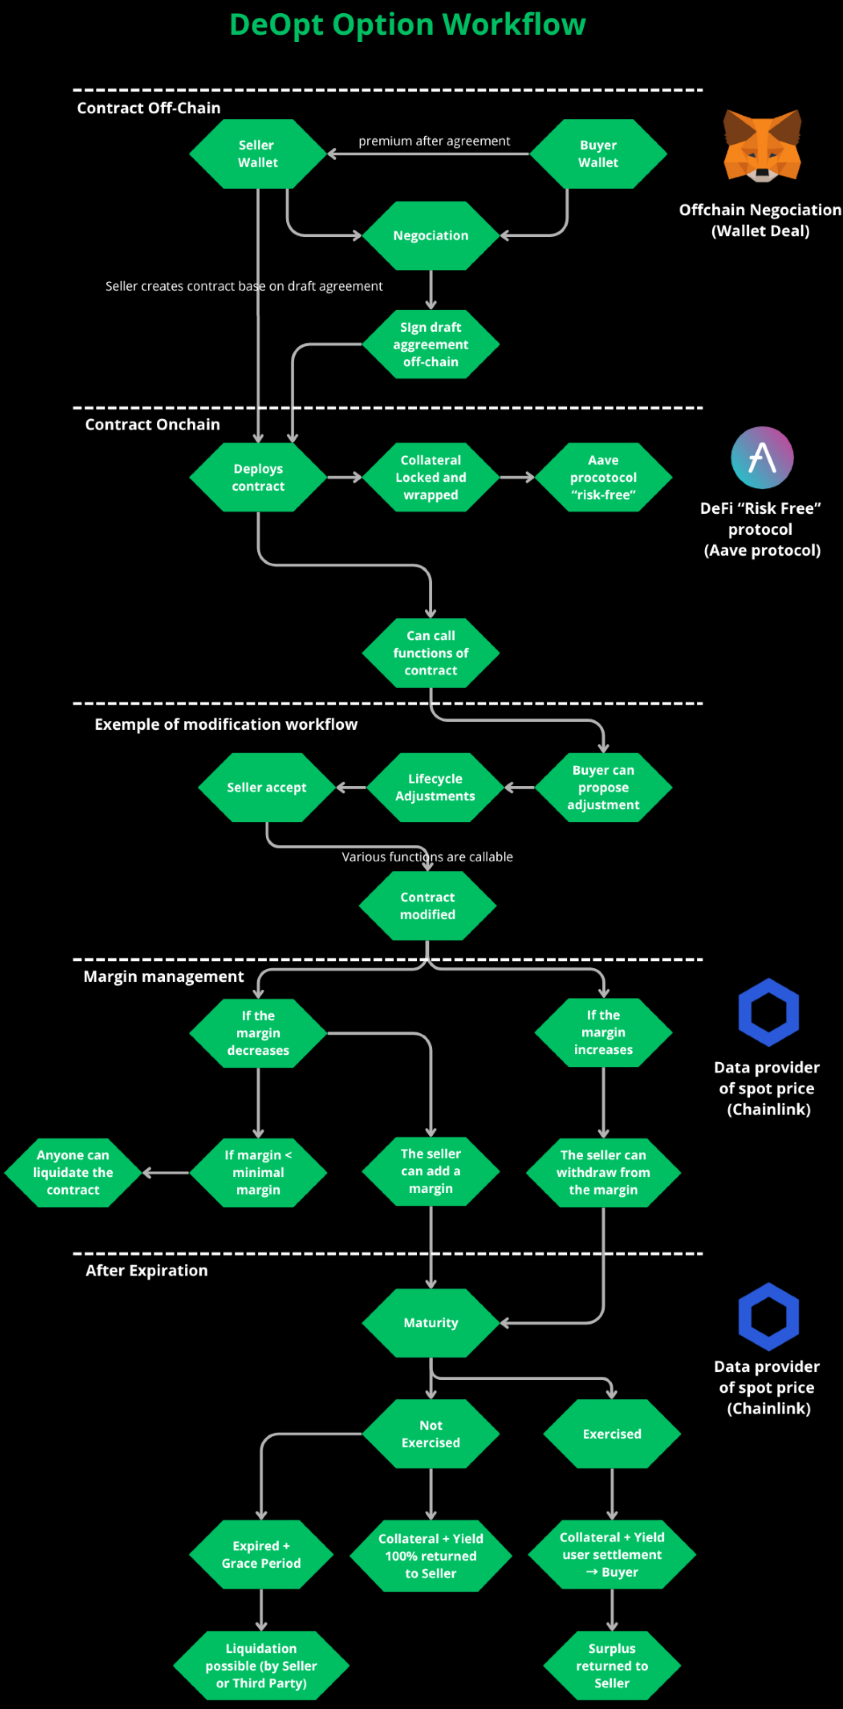 DeOpt Option Workflow
Contract Off-Chain
Seller
Wallet
premium after agreement
Buyer
Wallet
Offchain Negociation
(Wallet Deal)
Negociation
Seller creates contract base on draft agreement
SIgn draft
aggreement
off-chain
Contract Onchain
Deploys
contract
Collateral
Locked and
wrapped
Aave
procotocol
“risk-free”
DeFi “Risk Free”
protocol
(Aave protocol)
Can call
functions of
contract
Exemple of modification workflow
Seller accept
Lifecycle
Adjustments
Buyer can
propose
adjustment
Various functions are callable
Contract
modified
Margin management
If the
margin
decreases
If the
margin
increases
Data provider
of spot price
(Chainlink)
Anyone can
liquidate the
contract
If margin <
minimal
margin
The seller
can add a
margin
The seller can
withdraw from
the margin
After Expiration
Maturity
Data provider
of spot price
(Chainlink)
Not
Exercised
Exercised
Expired +
Grace Period
Collateral + Yield
100% returned
to Seller
Collateral + Yield
user settlement
→ Buyer
Liquidation
possible (by Seller
or Third Party)
Surplus
returned to
Seller